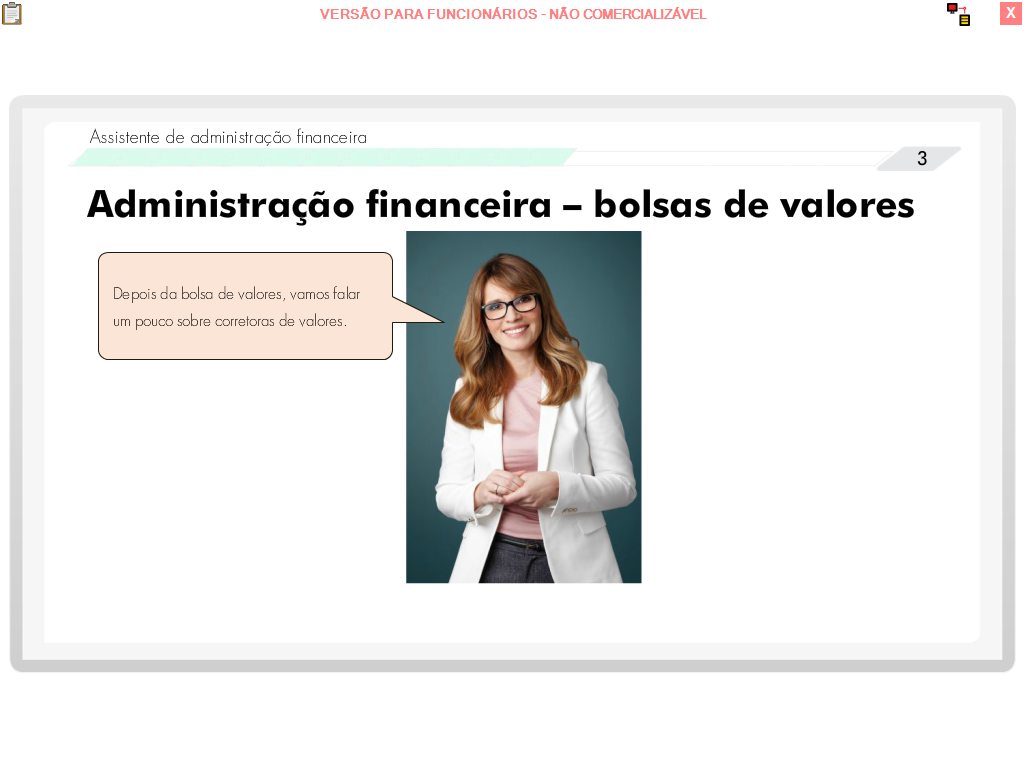 VERSÃO PARA FUNCIONÁRIOS - NÃO COMERCIALIZÁVEL
X
Assistente de administração financeira
3
Administração financeira – bolsas de valores
Depois da bolsa de valores, vamos falar
um pouco sobre corretoras de valores.